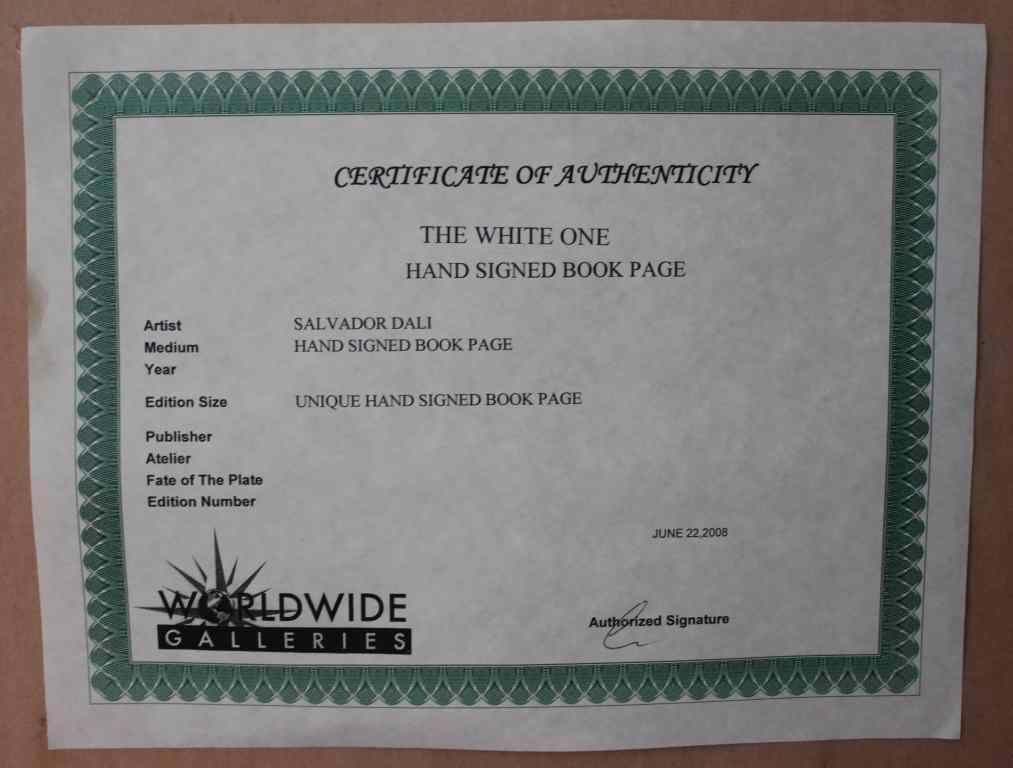 CERTIFICATE OF AUTHENTICITY
THE WHITE ONE
HAND SIGNED BOOK PAGE
Artist SALVADOR DALI
Medium HAND SIGNED BOOK PAGE
Year
Edition Size UNIQUE HAND SIGNED BOOK PAGE
Publisher
Atelier
Fate of The Plate
Edition Number
JUNE 22,2008
WORLDWIDE
GALLERIES
Authorized Signature